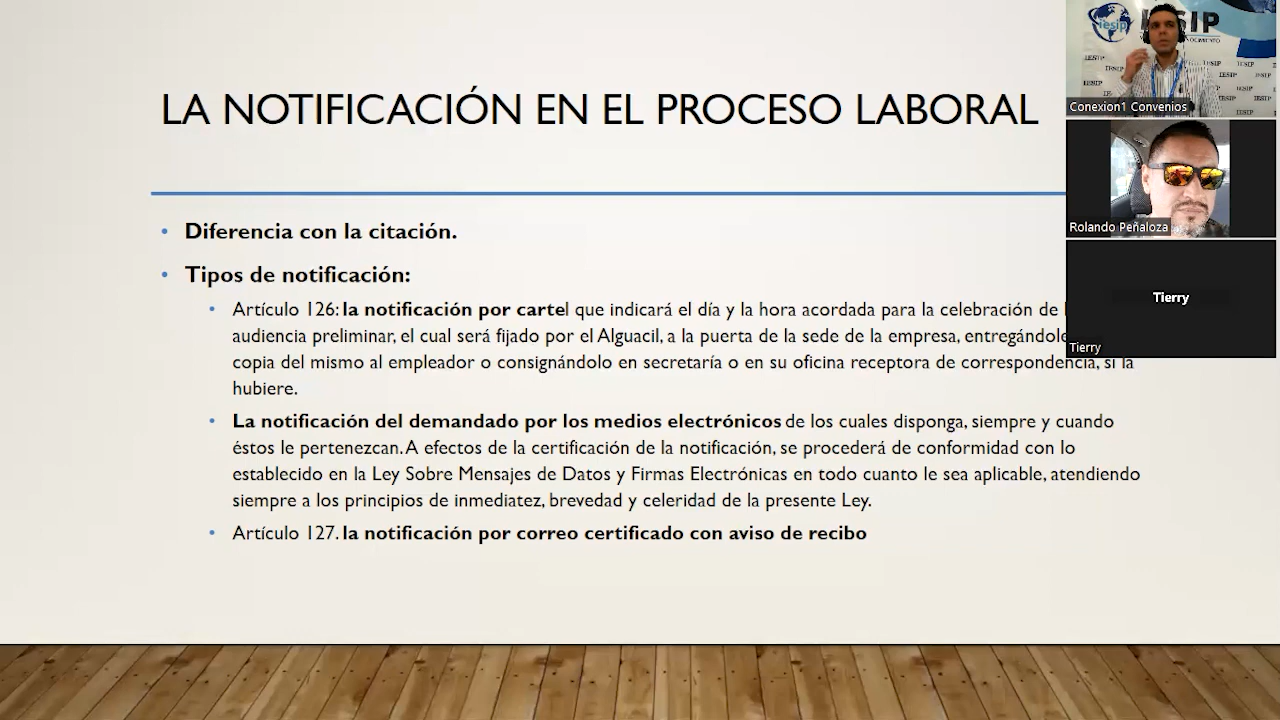 LA NOTIFICACIÓN EN EL PROCESO LABORAL
• Diferencia con la citación.
• Tipos de notificación:
• Artículo 126: la notificación por cartel que indicará el día y la hora acordada para la celebración de
audiencia preliminar, el cual será fijado por el Alguacil, a la puerta de la sede de la empresa, entregándole
copia del mismo al empleador o consignándolo en secretaría o en su oficina receptora de correspondencia, si la
hubiere.
• La notificación del demandado por los medios electrónicos de los cuales disponga, siempre y cuando
éstos le pertenezcan. A efectos de la certificación de la notificación, se procederá de conformidad con lo
establecido en la Ley Sobre Mensajes de Datos y Firmas Electrónicas en todo cuanto le sea aplicable, atendiendo
siempre a los principios de inmediatez, brevedad y celeridad de la presente Ley.
• Artículo 127. la notificación por correo certificado con aviso de recibo
iesip
IESIP
IESIP
IESIP
IESIP
IESIP
Conexion1 Convenios
Rolando Peñaloza
Tierry
Tierry